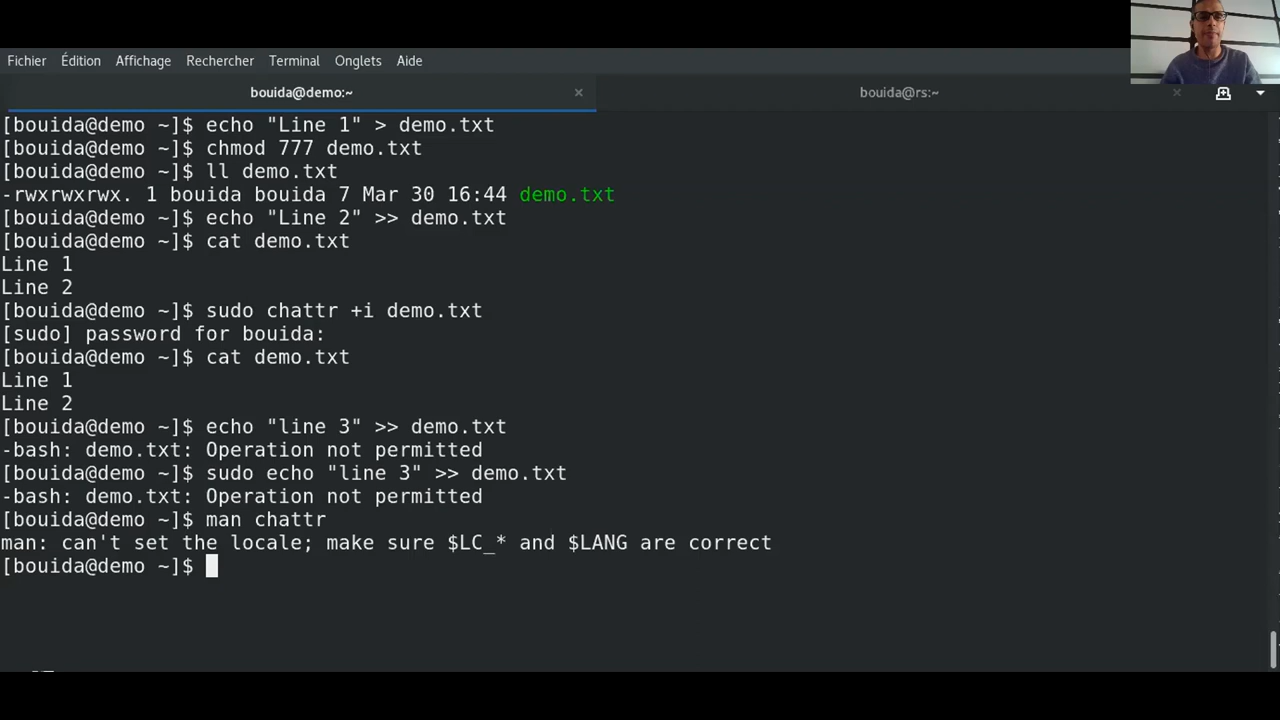 Fichier Édition Affichage Rechercher Terminal Onglets Aide
bouida@demo:~ bouida@rs:~
[bouida@demo ~]$ echo "Line 1" > demo.txt
[bouida@demo ~]$ chmod 777 demo.txt
[bouida@demo ~]$ ll demo.txt
-rwxrwxrwx. 1 bouida bouida 7 Mar 30 16:44 demo.txt
[bouida@demo ~]$ echo "Line 2" >> demo.txt
[bouida@demo ~]$ cat demo.txt
Line 1
Line 2
[bouida@demo ~]$ sudo chattr +i demo.txt
[sudo] password for bouida:
[bouida@demo ~]$ cat demo.txt
Line 1
Line 2
[bouida@demo ~]$ echo "line 3" >> demo.txt
-bash: demo.txt: Operation not permitted
[bouida@demo ~]$ sudo echo "line 3" >> demo.txt
-bash: demo.txt: Operation not permitted
[bouida@demo ~]$ man chattr
man: can't set the locale; make sure $LC_* and $LANG are correct
[bouida@demo ~]$